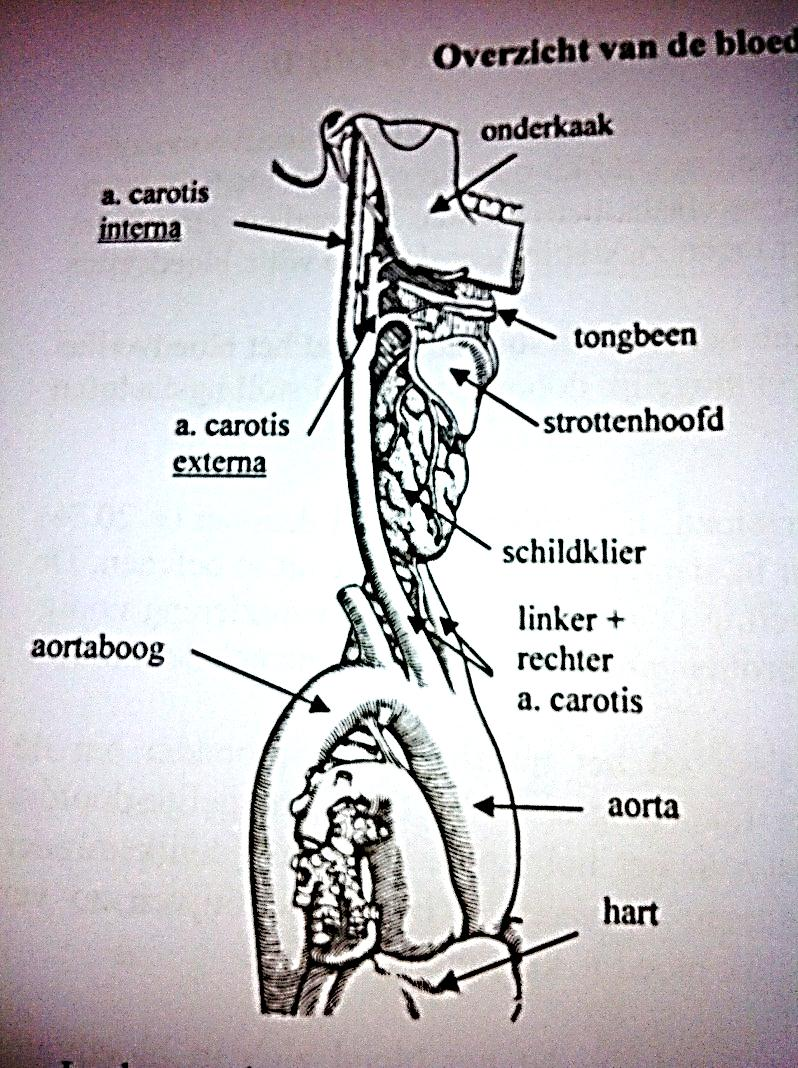 Overzicht van de bloed
onderkaak
a. carotis
interna
tongbeen
strottenhoofd
a. carotis
externa
schildklier
linker +
rechter
a. carotis
aortaboog
aorta
hart